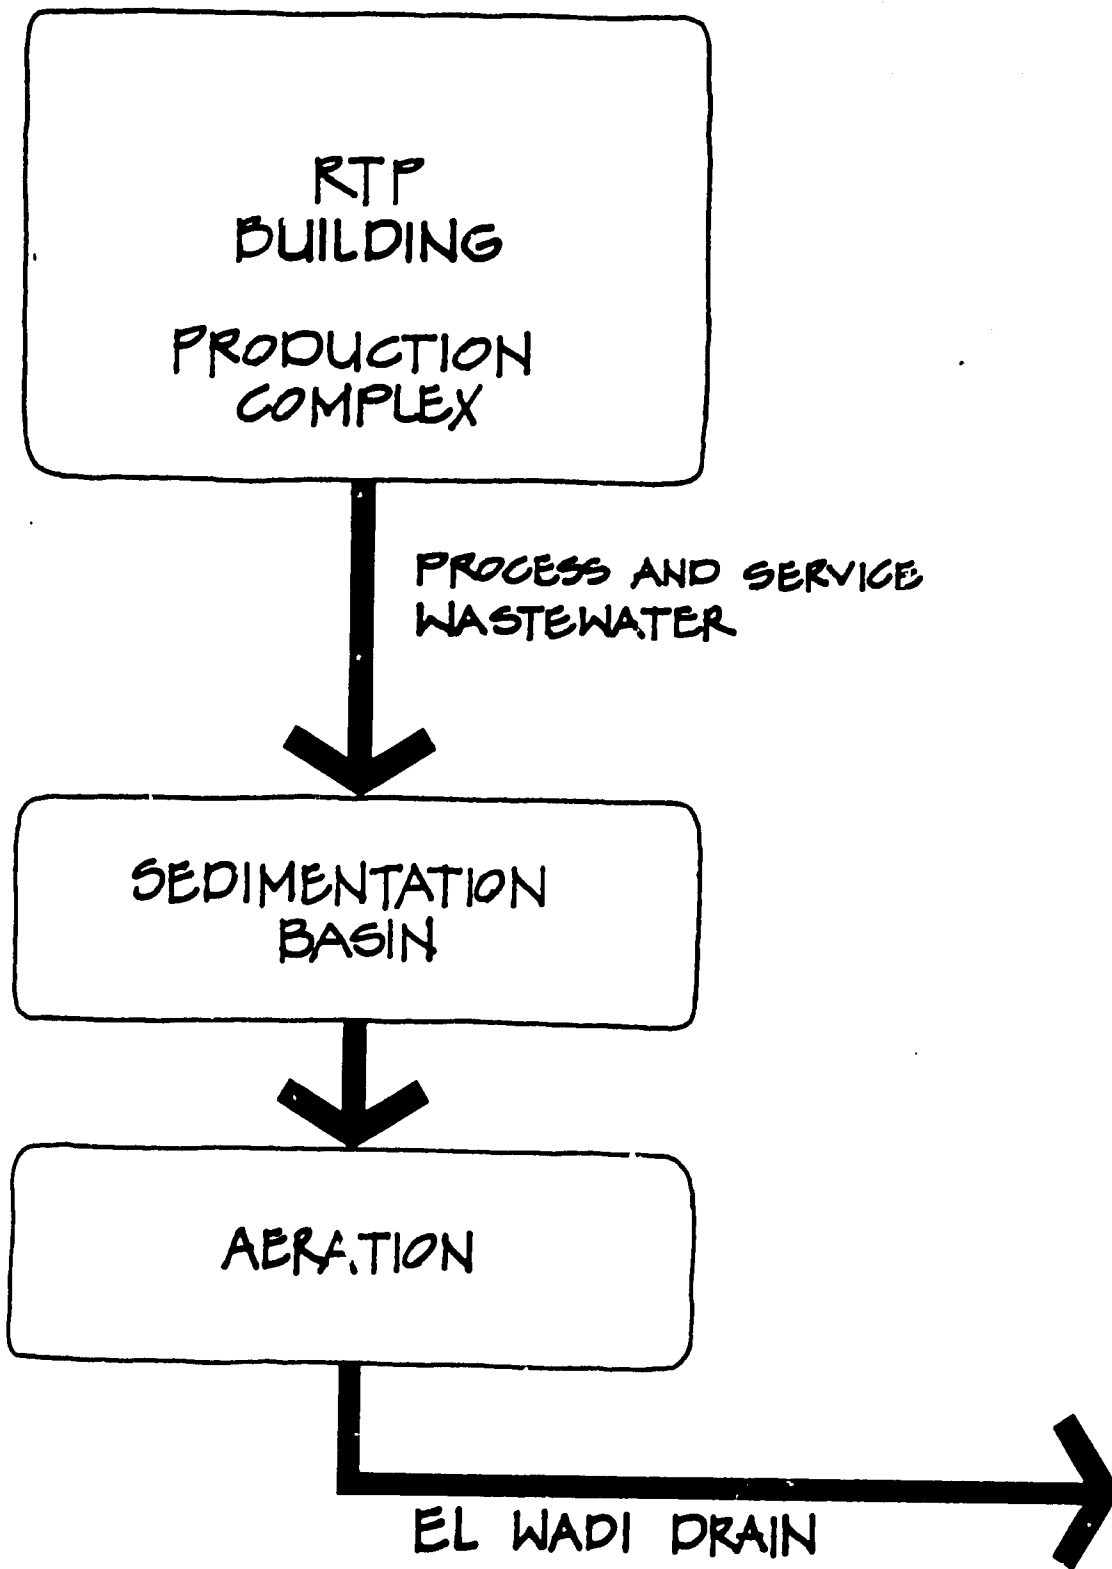 RTP
BUILDING
PRODUCTION
COMPLEX
PROCESS AND SERVICE
WASTEWATER
SEDIMENTATION
BASIN
AERATION
EL WADI DRAIN